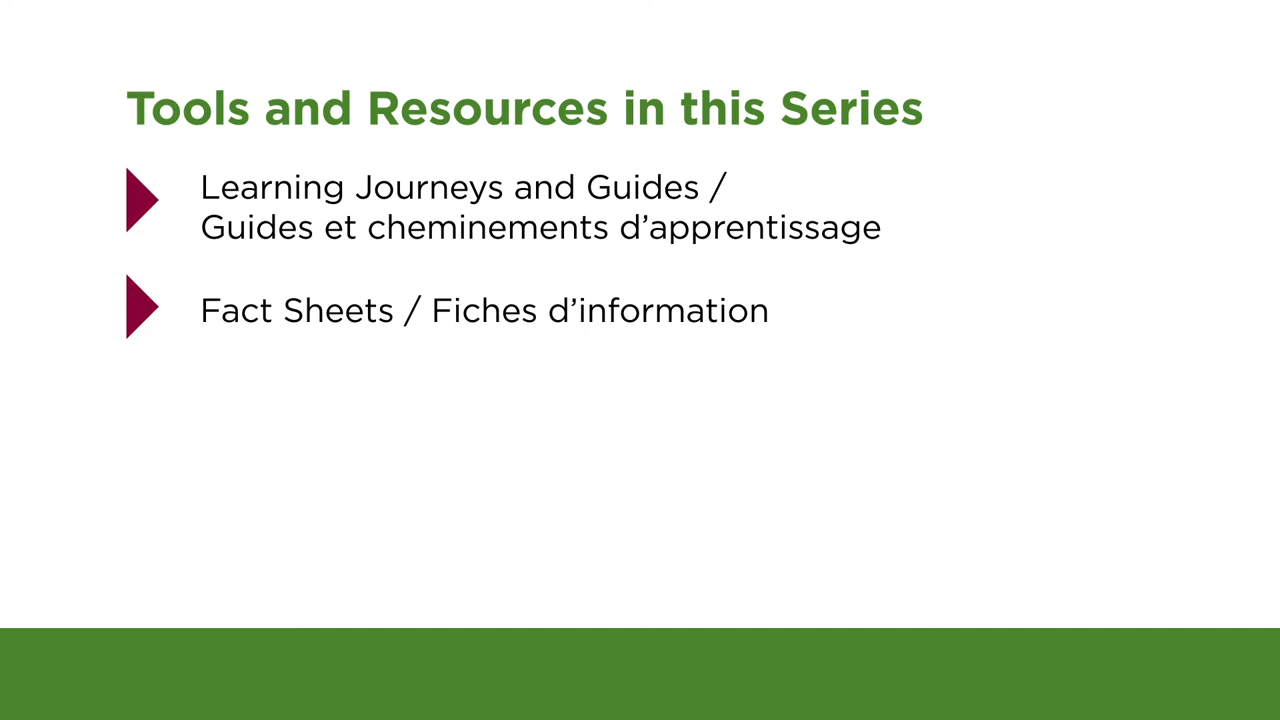 Tools and Resources in this Series
Learning Journeys and Guides /
Guides et cheminements d’apprentissage
Fact Sheets / Fiches d’information